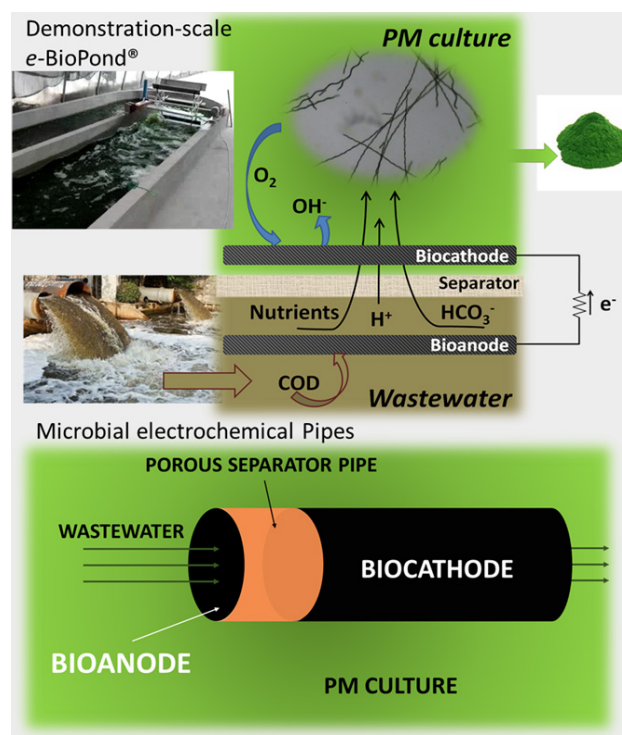 Demonstration-scale
e-BioPond®
PM culture
O₂
OH⁻
Biocathode
Separator
Nutrients
H⁺
HCO₃⁻
e⁻
Bioanode
COD
Wastewater
Microbial electrochemical Pipes
POROUS SEPARATOR PIPE
WASTEWATER
BIOCATHODE
BIOANODE
PM CULTURE